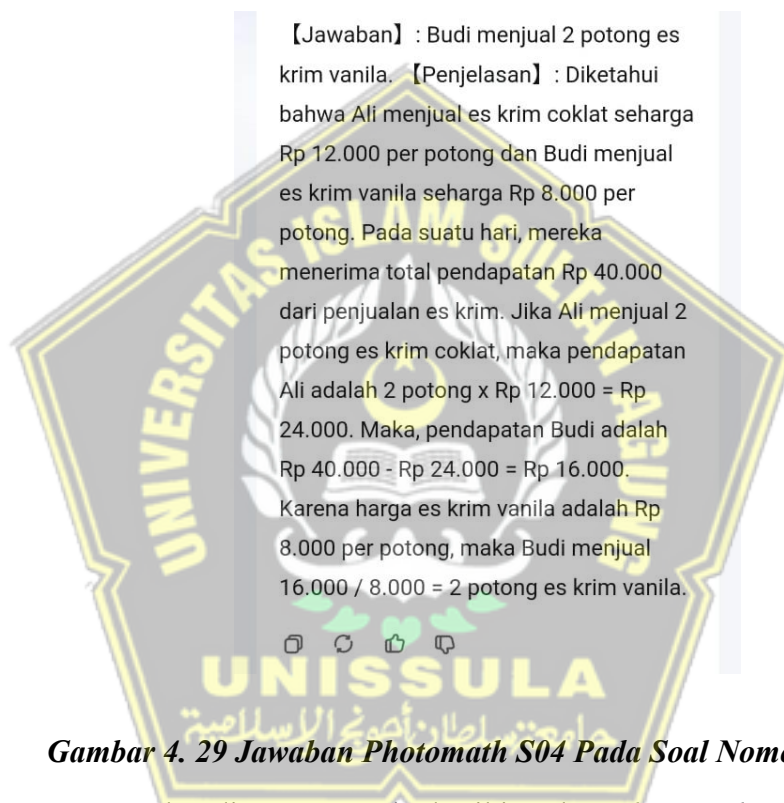 【Jawaban】 : Budi menjual 2 potong es
krim vanila. 【Penjelasan】 : Diketahui
bahwa Ali menjual es krim coklat seharga
Rp 12.000 per potong dan Budi menjual
es krim vanila seharga Rp 8.000 per
potong. Pada suatu hari, mereka
menerima total pendapatan Rp 40.000
dari penjualan es krim. Jika Ali menjual 2
potong es krim coklat, maka pendapatan
Ali adalah 2 potong x Rp 12.000 = Rp
24.000. Maka, pendapatan Budi adalah
Rp 40.000 - Rp 24.000 = Rp 16.000.
Karena harga es krim vanila adalah Rp
8.000 per potong, maka Budi menjual
16.000 / 8.000 = 2 potong es krim vanila.
UNIVERSITAS ISLAM SULTAN AGUNG
UNISSULA
جامعة سلطان أجونج الإسلامية
Gambar 4. 29 Jawaban Photomath S04 Pada Soal Nomo